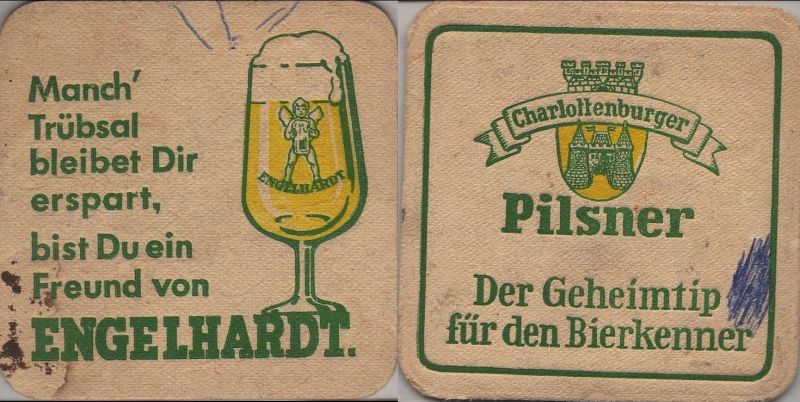 Manch'
Trübsal
bleibet Dir
erspart,
bist Du ein
Freund von
ENGELHARDT.
ENGELHARDT
Charlottenburger
Pilsner
Der Geheimtip
für den Bierkenner